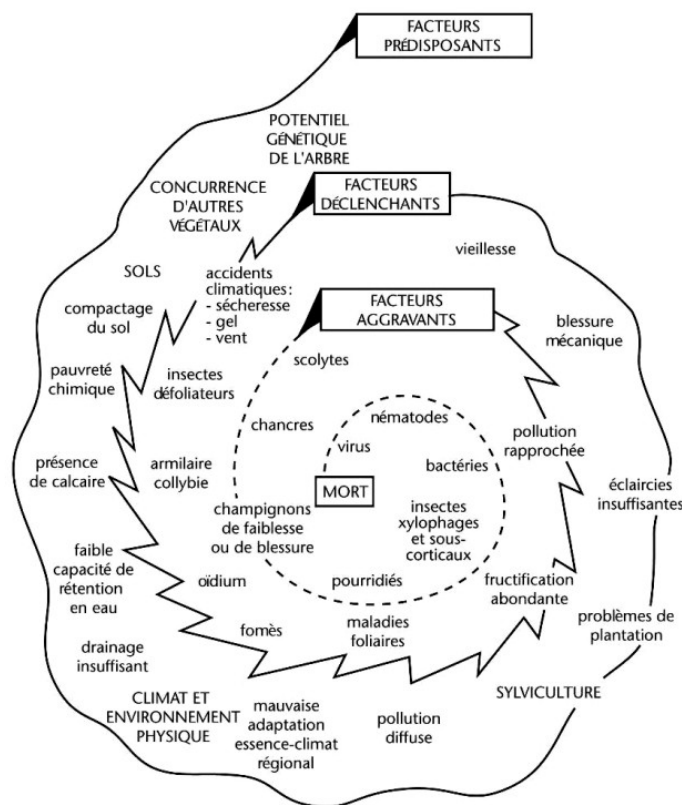 FACTEURS
PRÉDISPOSANTS
POTENTIEL
GÉNÉTIQUE
DE L'ARBRE
CONCURRENCE
D'AUTRES
VÉGÉTAUX
FACTEURS
DÉCLENCHANTS
vieillesse
SOLS
accidents
climatiques :
- sécheresse
- gel
- vent
compactage
du sol
FACTEURS
AGGRAVANTS
blessure
mécanique
scolytes
pauvreté
chimique
insectes
défoliateurs
chancres
nématodes
virus
pollution
rapprochée
bactéries
présence
de calcaire
armilaire
collybie
MORT
éclaircies
insuffisantes
champignons
de faiblesse
ou de blessure
insectes
xylophages
et sous-
corticaux
faible
capacité de
rétention
en eau
oïdium
pourridiés
fructification
abondante
problèmes de
plantation
fomès
maladies
foliaires
drainage
insuffisant
CLIMAT ET
ENVIRONNEMENT
PHYSIQUE
mauvaise
adaptation
essence-climat
régional
pollution
diffuse
SYLVICULTURE